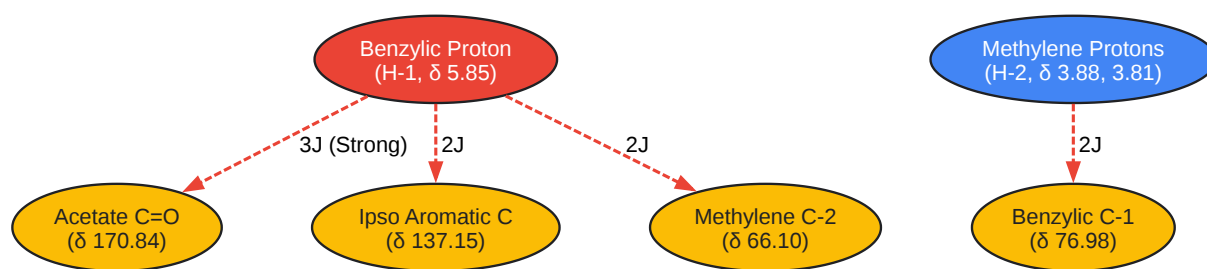 Benzylic Proton
(H-1, δ 5.85)
Methylene Protons
(H-2, δ 3.88, 3.81)
3J (Strong)
2J
2J
2J
Acetate C=O
(δ 170.84)
Ipso Aromatic C
(δ 137.15)
Methylene C-2
(δ 66.10)
Benzylic C-1
(δ 76.98)